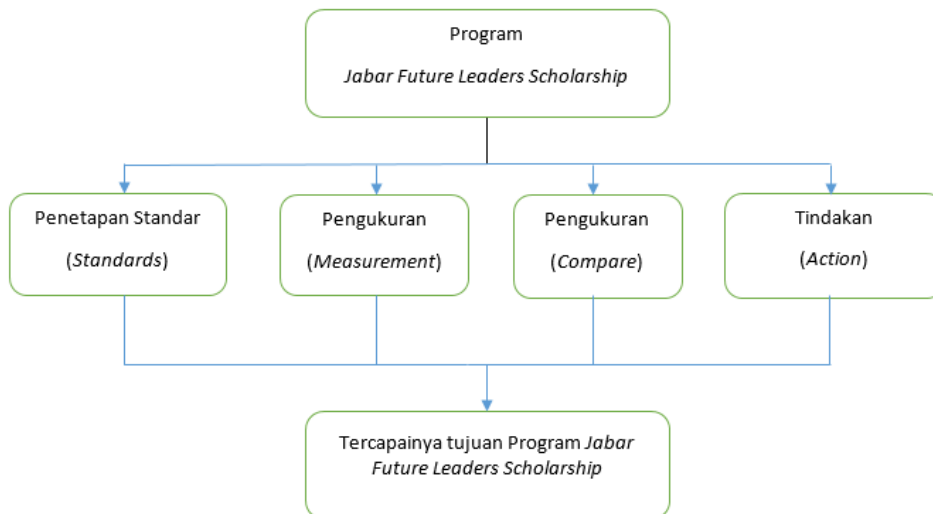 Program
Jabar Future Leaders Scholarship
Penetapan Standar
(Standards)
Pengukuran
(Measurement)
Pengukuran
(Compare)
Tindakan
(Action)
Tercapainya tujuan Program Jabar
Future Leaders Scholarship